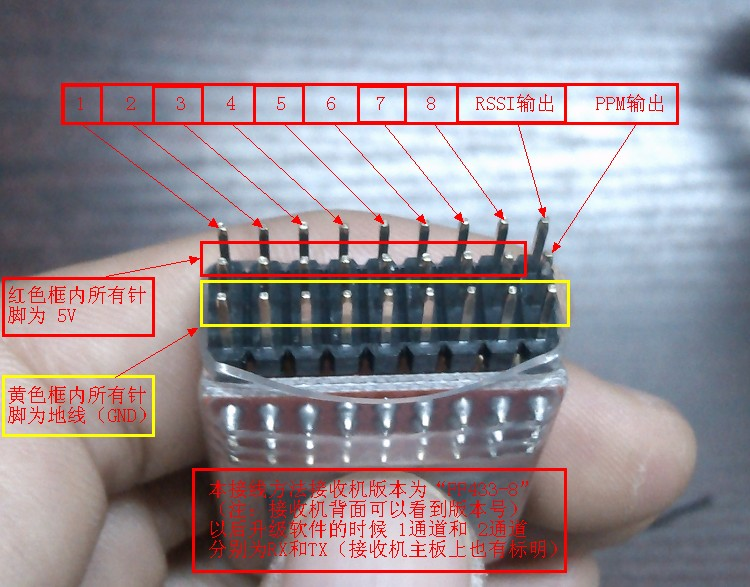 1 2 3 4 5 6 7 8 RSSI输出 PPM输出
红色框内所有针
脚为 5V
黄色框内所有针
脚为地线（GND）
本接线方法接收机版本为“PP433-8”
（注：接收机背面可以看到版本号）
以后升级软件的时候 1通道和 2通道
分别为RX和TX（接收机主板上也有标明）